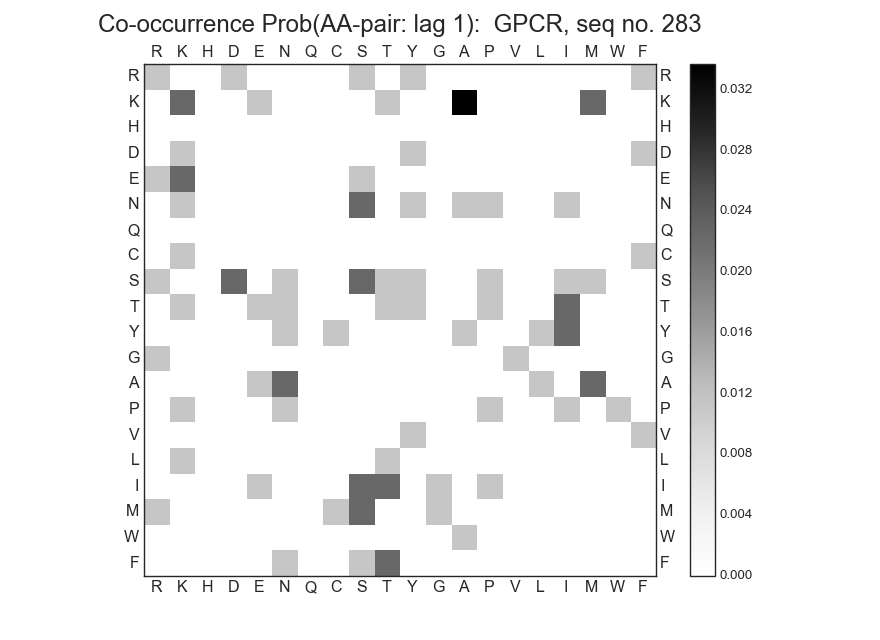 Co-occurrence Prob(AA-pair: lag 1):  GPCR, seq no. 283
R K H D E N Q C S T Y G A P V L I M W F
R R 
K K 0.032
H H
D D 0.028
E E
N N 0.024
Q Q
C C 0.020
S S
T T
Y Y 0.016
G G
A A 0.012
P P
V V 0.008
L L
I I
M M 0.004
W W
F F 0.000
R K H D E N Q C S T Y G A P V L I M W F